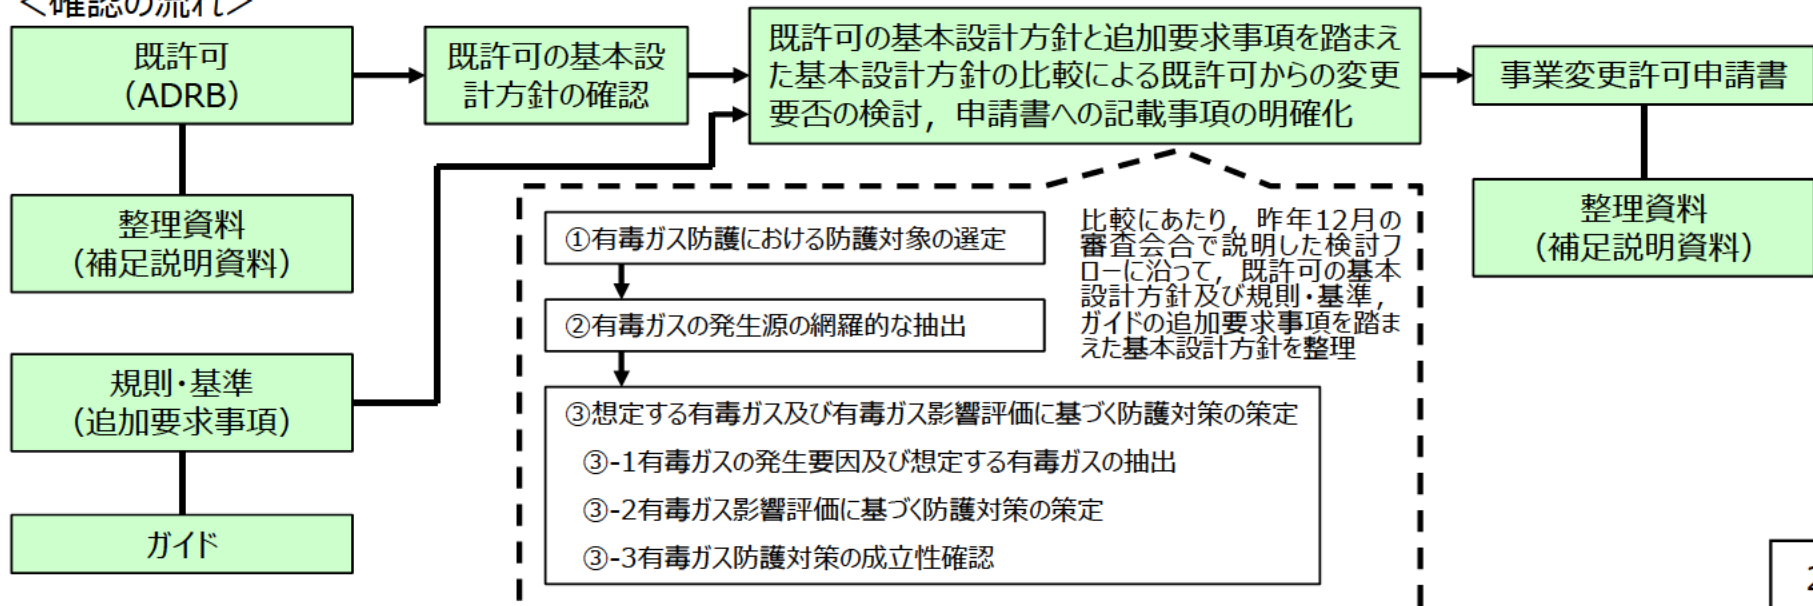 ＜確認の流れ＞
既許可
（ADRB）
整理資料
（補足説明資料）
規則・基準
（追加要求事項）
ガイド
既許可の基本設
計方針の確認
既許可の基本設計方針と追加要求事項を踏まえ
た基本設計方針の比較による既許可からの変更
要否の検討，申請書への記載事項の明確化
①有毒ガス防護における防護対象の選定
②有毒ガスの発生源の網羅的な抽出
③想定する有毒ガス及び有毒ガス影響評価に基づく防護対策の策定
③-1有毒ガスの発生要因及び想定する有毒ガスの抽出
③-2有毒ガス影響評価に基づく防護対策の策定
③-3有毒ガス防護対策の成立性確認
比較にあたり，昨年12月の
審査会合で説明した検討フ
ローに沿って，既許可の基本
設計方針及び規則・基準，
ガイドの追加要求事項を踏ま
えた基本設計方針を整理
事業変更許可申請書
整理資料
（補足説明資料）